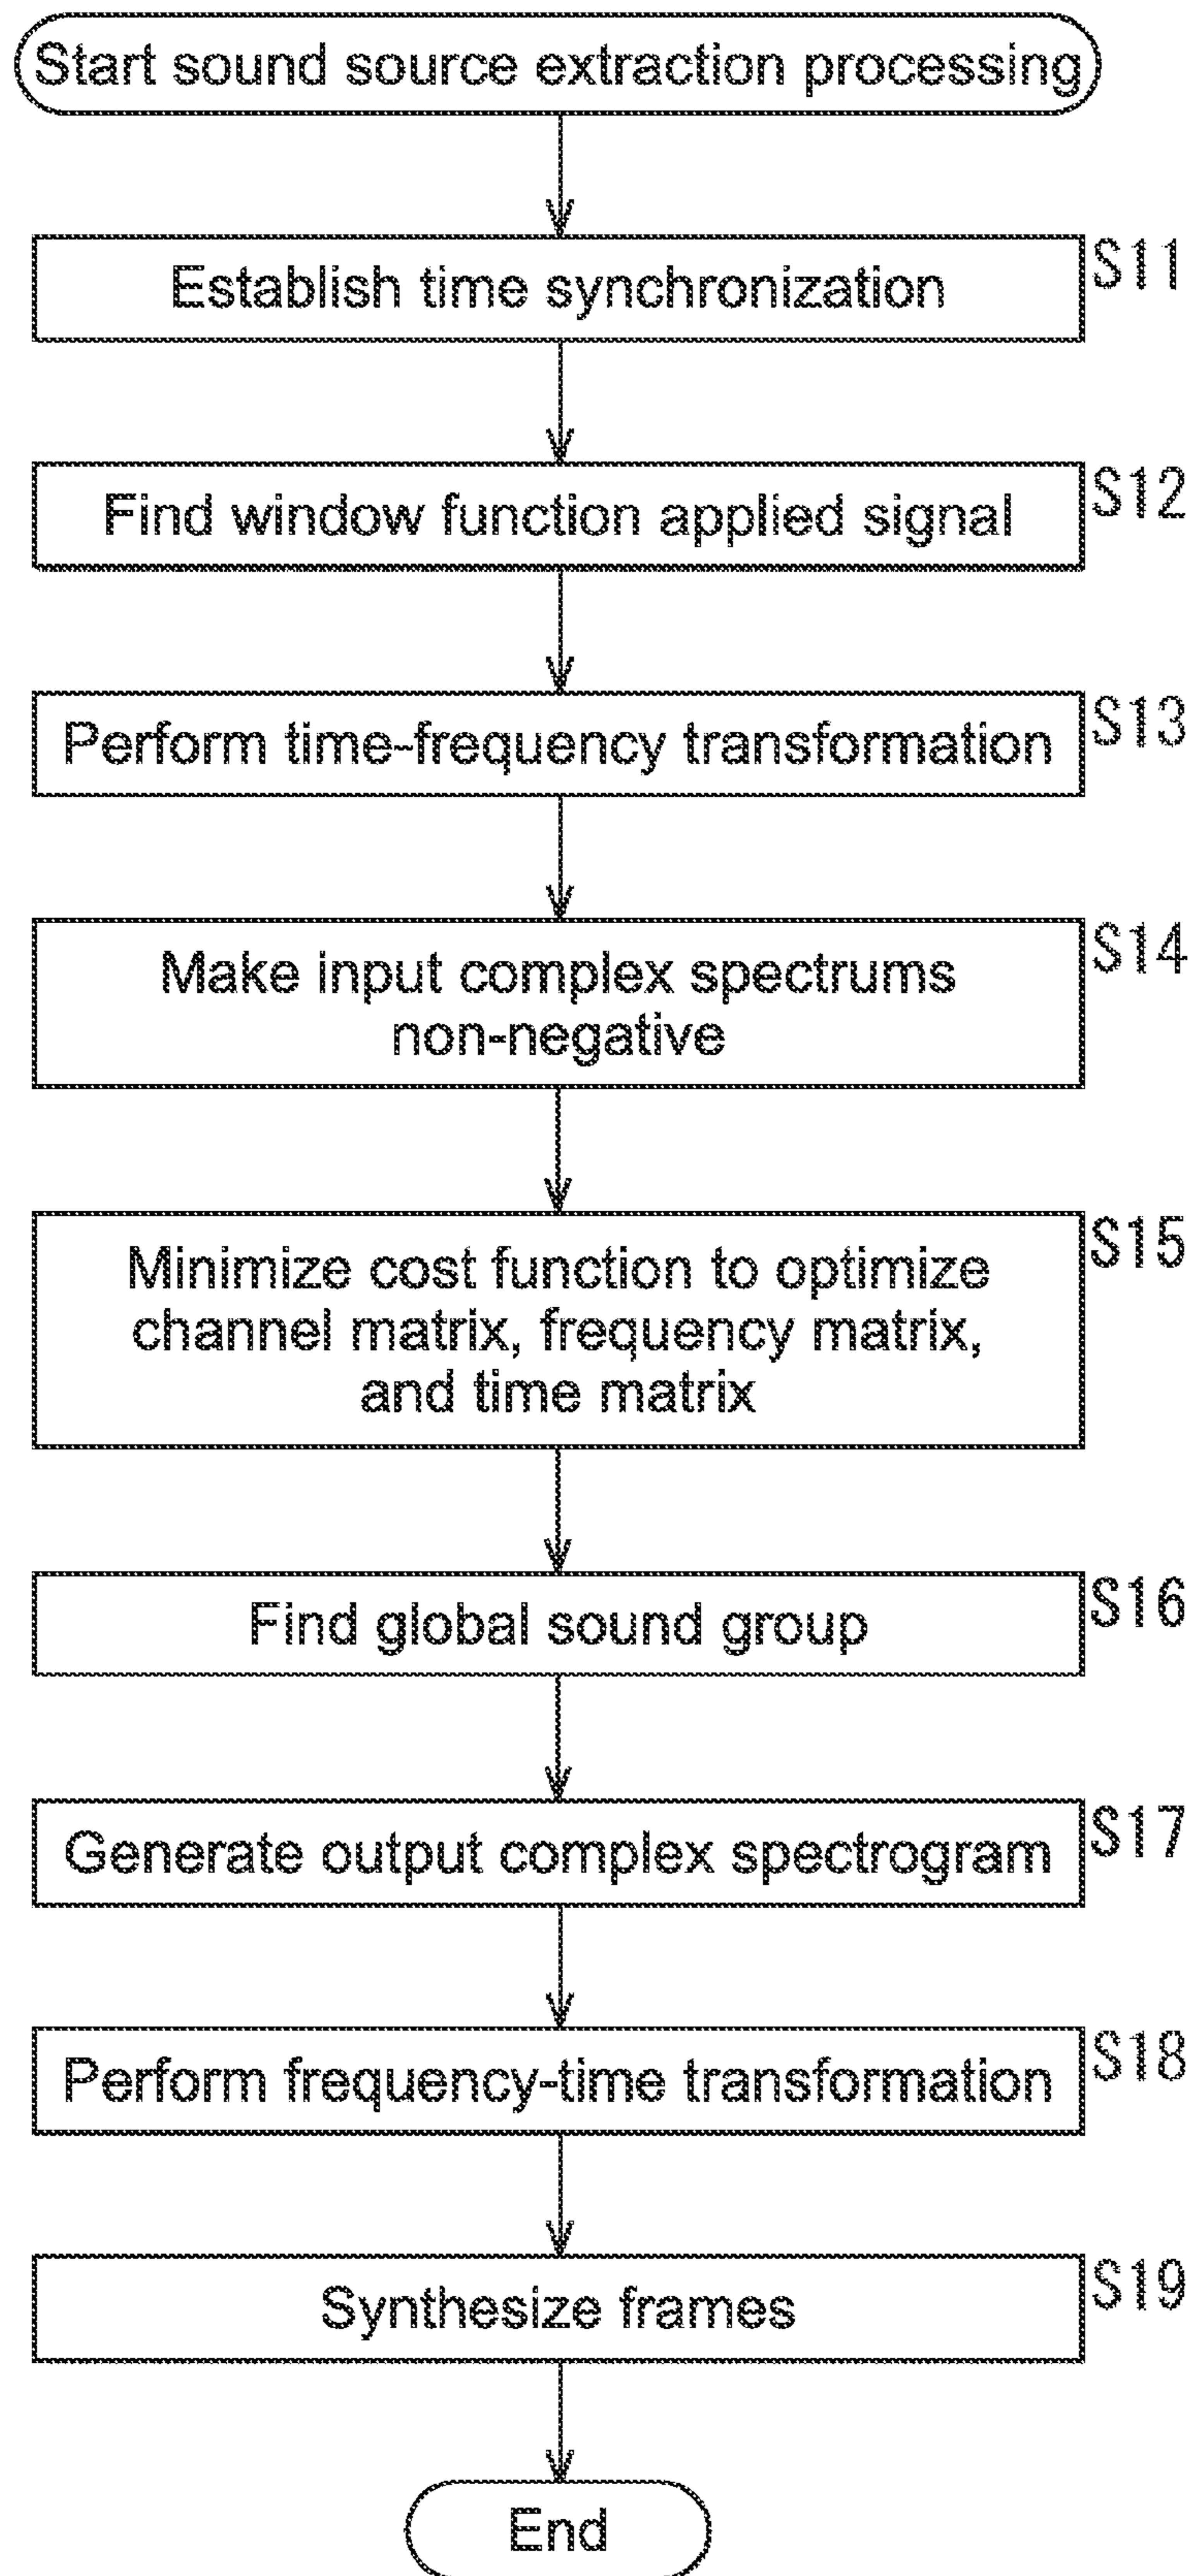 Start sound source extraction processing
Establish time synchronization
S11
Find window function applied signal
S12
Perform time-frequency transformation
S13
Make input complex spectrums
non-negative
S14
Minimize cost function to optimize
channel matrix, frequency matrix,
and time matrix
S15
Find global sound group
S16
Generate output complex spectrogram
S17
Perform frequency-time transformation
S18
Synthesize frames
S19
End